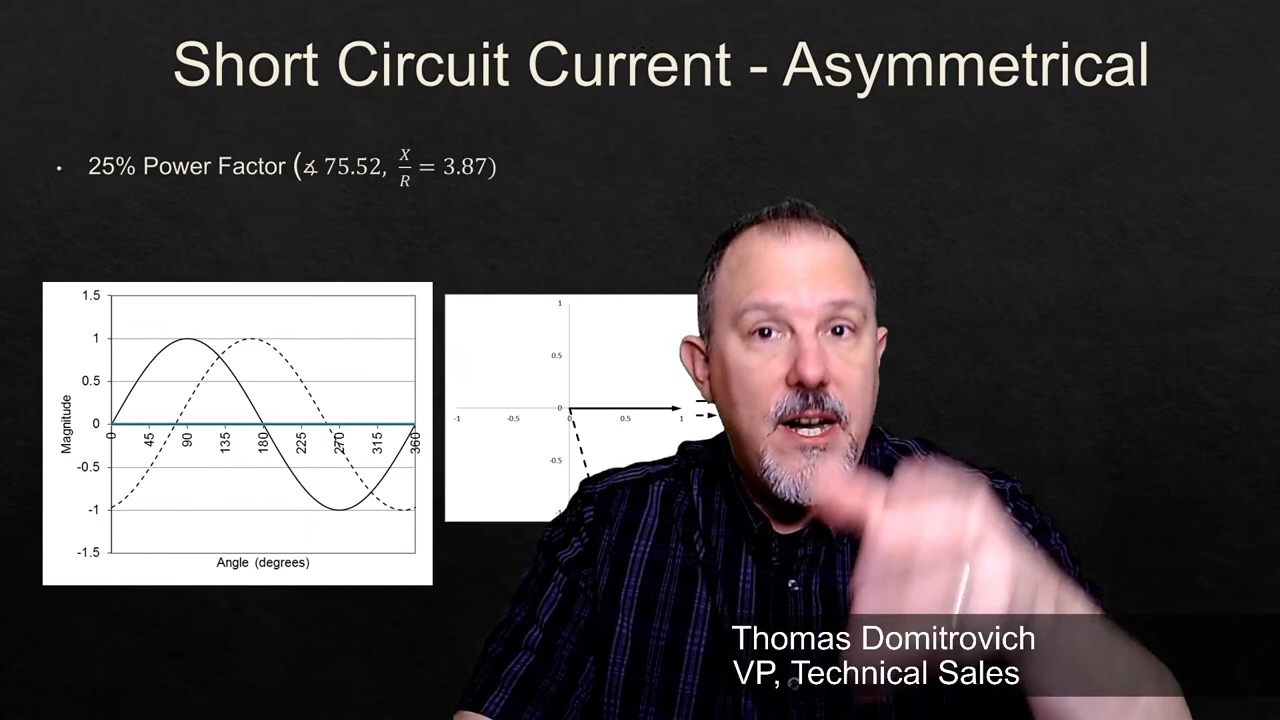 Short Circuit Current - Asymmetrical
• 25% Power Factor (∡ 75.52, X/R = 3.87)
1.5
1
0.5
0
-0.5
-1
-1.5
Magnitude
0 45 90 135 180 225 270 315 360
Angle (degrees)
1
0.5
0
-1 -0.5 0 0.5 1
-0.5
Thomas Domitrovich
VP, Technical Sales